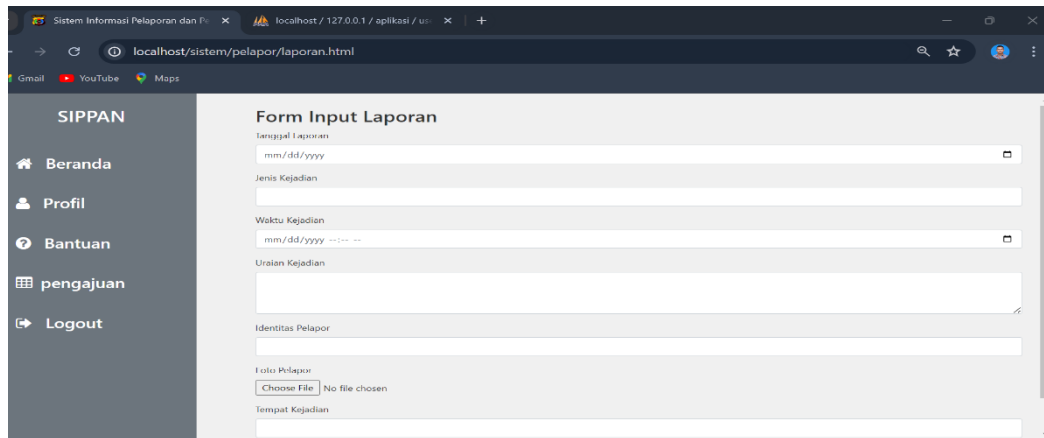 Sistem Informasi Pelaporan dan Pe
localhost / 127.0.0.1 / aplikasi / us
localhost/sistem/pelapor/laporan.html
Gmail YouTube Maps
SIPPAN
Beranda
Profil
Bantuan
pengajuan
Logout
Form Input Laporan
Tanggal Laporan
mm/dd/yyyy
Jenis Kejadian
Waktu Kejadian
mm/dd/yyyy --:-- --
Uraian Kejadian
Identitas Pelapor
Foto Pelapor
Choose File No file chosen
Tempat Kejadian